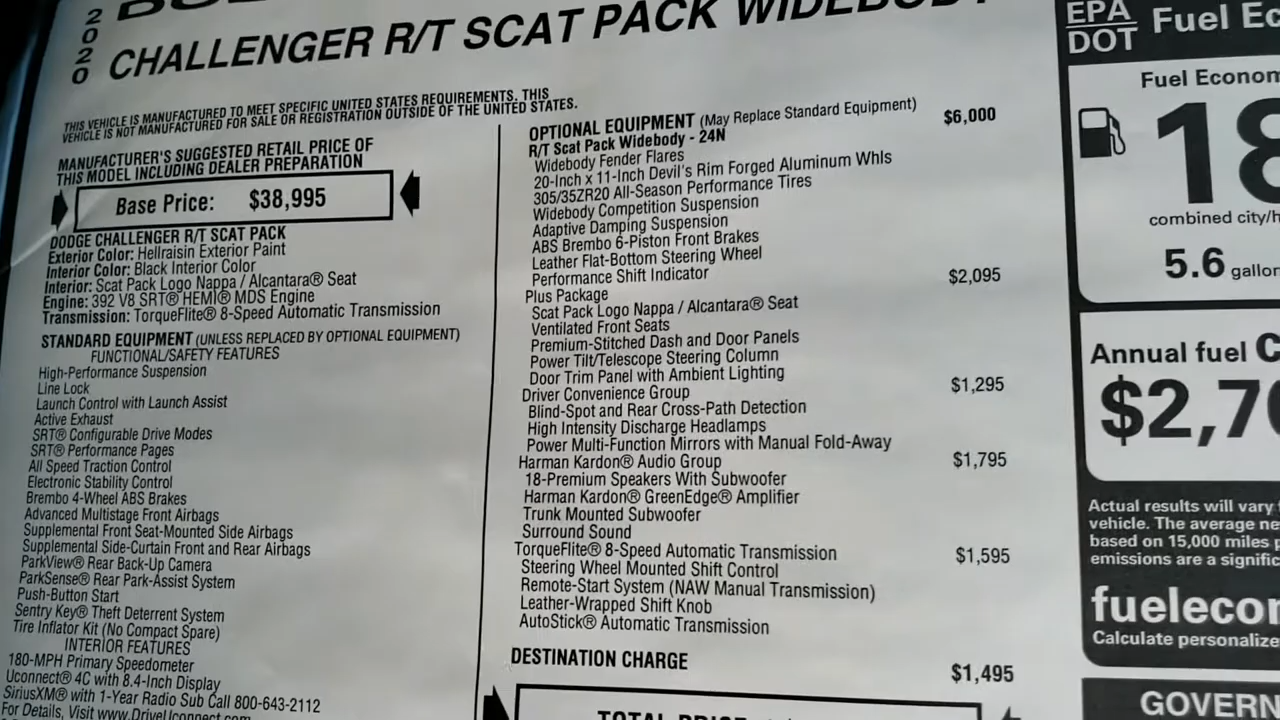 2020
CHALLENGER R/T SCAT PACK WIDEBODY
THIS VEHICLE IS MANUFACTURED TO MEET SPECIFIC UNITED STATES REQUIREMENTS. THIS
VEHICLE IS NOT MANUFACTURED FOR SALE OR REGISTRATION OUTSIDE OF THE UNITED STATES.
MANUFACTURER'S SUGGESTED RETAIL PRICE OF
THIS MODEL INCLUDING DEALER PREPARATION
Base Price: $38,995
DODGE CHALLENGER R/T SCAT PACK
Exterior Color: Hellraisin Exterior Paint
Interior Color: Black Interior Color
Interior: Scat Pack Logo Nappa / Alcantara® Seat
Engine: 392 V8 SRT® HEMI® MDS Engine
Transmission: TorqueFlite® 8-Speed Automatic Transmission
STANDARD EQUIPMENT (UNLESS REPLACED BY OPTIONAL EQUIPMENT)
FUNCTIONAL/SAFETY FEATURES
High-Performance Suspension
Line Lock
Launch Control with Launch Assist
Active Exhaust
SRT® Configurable Drive Modes
SRT® Performance Pages
All Speed Traction Control
Electronic Stability Control
Brembo 4-Wheel ABS Brakes
Advanced Multistage Front Airbags
Supplemental Front Seat-Mounted Side Airbags
Supplemental Side-Curtain Front and Rear Airbags
ParkView® Rear Back-Up Camera
ParkSense® Rear Park-Assist System
Push-Button Start
Sentry Key® Theft Deterrent System
Tire Inflator Kit (No Compact Spare)
INTERIOR FEATURES
180-MPH Primary Speedometer
Uconnect® 4C with 8.4-Inch Display
SiriusXM® with 1-Year Radio Sub Call 800-643-2112
For Details, Visit www.DriveUconnect.com
OPTIONAL EQUIPMENT (May Replace Standard Equipment)
R/T Scat Pack Widebody - 24N $6,000
Widebody Fender Flares
20-Inch x 11-Inch Devil's Rim Forged Aluminum Whls
305/35ZR20 All-Season Performance Tires
Widebody Competition Suspension
Adaptive Damping Suspension
ABS Brembo 6-Piston Front Brakes
Leather Flat-Bottom Steering Wheel
Performance Shift Indicator
Plus Package $2,095
Scat Pack Logo Nappa / Alcantara® Seat
Ventilated Front Seats
Premium-Stitched Dash and Door Panels
Power Tilt/Telescope Steering Column
Door Trim Panel with Ambient Lighting
Driver Convenience Group $1,295
Blind-Spot and Rear Cross-Path Detection
High Intensity Discharge Headlamps
Power Multi-Function Mirrors with Manual Fold-Away
Harman Kardon® Audio Group $1,795
18-Premium Speakers With Subwoofer
Harman Kardon® GreenEdge® Amplifier
Trunk Mounted Subwoofer
Surround Sound
TorqueFlite® 8-Speed Automatic Transmission $1,595
Steering Wheel Mounted Shift Control
Remote-Start System (NAW Manual Transmission)
Leather-Wrapped Shift Knob
AutoStick® Automatic Transmission
DESTINATION CHARGE $1,495
TOTAL PRICE
EPA
DOT Fuel Ec
Fuel Econom
18
combined city/h
5.6 gallon
Annual fuel C
$2,70
Actual results will vary
vehicle. The average ne
based on 15,000 miles p
emissions are a signific
fuelecon
Calculate personalize
GOVERN